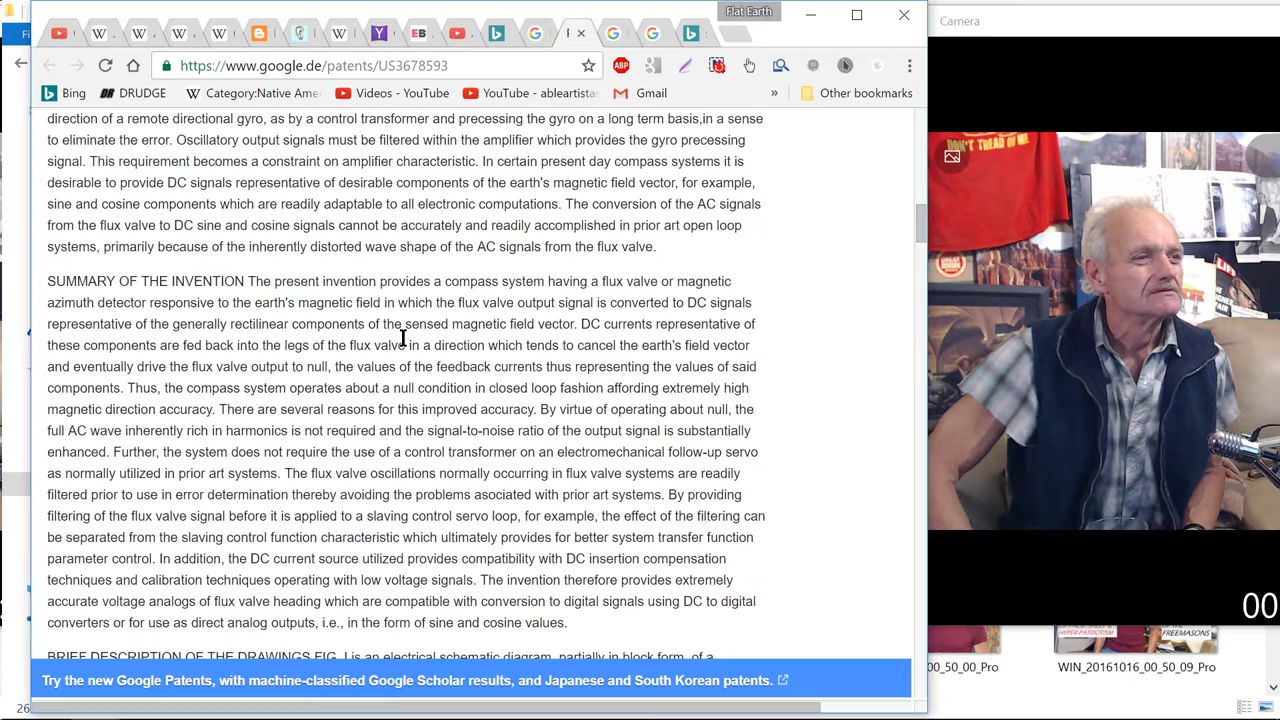 Flat Earth
Camera
https://www.google.de/patents/US3678593
Bing DRUDGE Category:Native Amer Videos - YouTube YouTube - ableartistas Gmail » Other bookmarks
direction of a remote directional gyro, as by a control transformer and precessing the gyro on a long term basis,in a sense
to eliminate the error. Oscillatory output signals must be filtered within the amplifier which provides the gyro precessing
signal. This requirement becomes a constraint on amplifier characteristic. In certain present day compass systems it is
desirable to provide DC signals representative of desirable components of the earth's magnetic field vector, for example,
sine and cosine components which are readily adaptable to all electronic computations. The conversion of the AC signals
from the flux valve to DC sine and cosine signals cannot be accurately and readily accomplished in prior art open loop
systems, primarily because of the inherently distorted wave shape of the AC signals from the flux valve.
SUMMARY OF THE INVENTION The present invention provides a compass system having a flux valve or magnetic
azimuth detector responsive to the earth's magnetic field in which the flux valve output signal is converted to DC signals
representative of the generally rectilinear components of the sensed magnetic field vector. DC currents representative of
these components are fed back into the legs of the flux valve in a direction which tends to cancel the earth's field vector
and eventually drive the flux valve output to null, the values of the feedback currents thus representing the values of said
components. Thus, the compass system operates about a null condition in closed loop fashion affording extremely high
magnetic direction accuracy. There are several reasons for this improved accuracy. By virtue of operating about null, the
full AC wave inherently rich in harmonics is not required and the signal-to-noise ratio of the output signal is substantially
enhanced. Further, the system does not require the use of a control transformer on an electromechanical follow-up servo
as normally utilized in prior art systems. The flux valve oscillations normally occurring in flux valve systems are readily
filtered prior to use in error determination thereby avoiding the problems asociated with prior art systems. By providing
filtering of the flux valve signal before it is applied to a slaving control servo loop, for example, the effect of the filtering can
be separated from the slaving control function characteristic which ultimately provides for better system transfer function
parameter control. In addition, the DC current source utilized provides compatibility with DC insertion compensation
techniques and calibration techniques operating with low voltage signals. The invention therefore provides extremely
accurate voltage analogs of flux valve heading which are compatible with conversion to digital signals using DC to digital
converters or for use as direct analog outputs, i.e., in the form of sine and cosine values.
BRIEF DESCRIPTION OF THE DRAWINGS FIG. schematic diagram, partially in block form, of a
Try the new Google Patents, with machine-classified Google Scholar results, and Japanese and South Korean patents.
DON'T TREAD ON ME
00
HYPER-PATRIOTISM
FREEMASONS
00_50_00_Pro
WIN_20161016_00_50_09_Pro
26